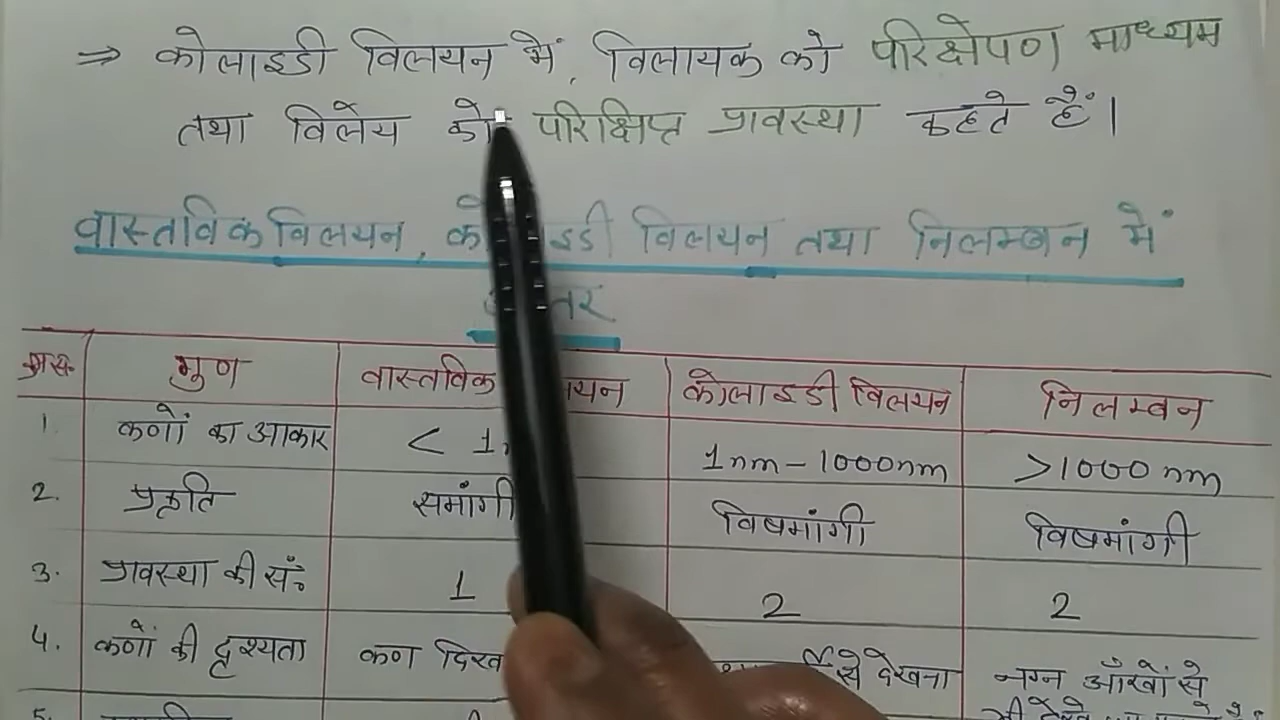 ⇒ कोलाइडी विलयन में, विलायक को परिक्षेपण माध्यम
तथा विलेय को परिक्षिप्त प्रावस्था कहते हैं।
वास्तविक विलयन, विलयन तथा निलम्बन में
क्र.सं. गुण वास्तविक कोलाइडी विलयन निलम्बन
1. कणों का आकार < 1 1nm – 1000nm >1000 nm
2. प्रकृति समांगी विषमांगी विषमांगी
3. प्रावस्था की सं० 1 2 2
4. कणों की दृश्यता कण से देखना नग्न आँखों से
5.